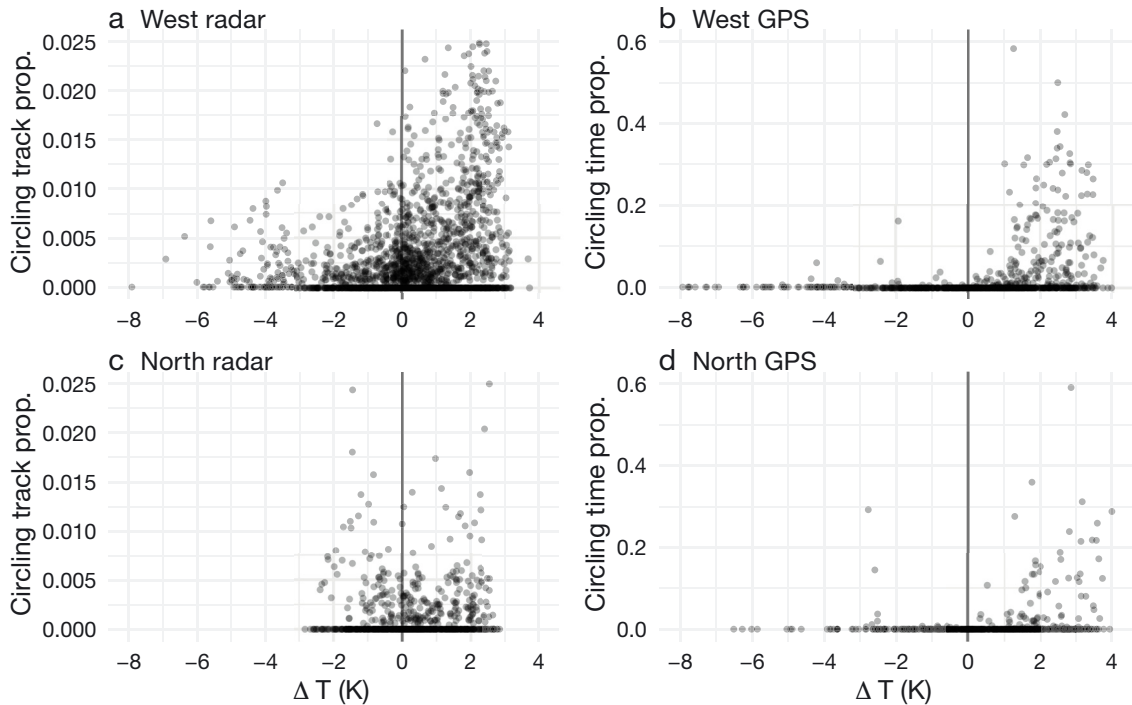 a West radar
Circling track prop.
0.025
0.020
0.015
0.010
0.005
0.000
−8 −6 −4 −2 0 2 4
b West GPS
Circling time prop.
0.6
0.4
0.2
0.0
−8 −6 −4 −2 0 2 4
c North radar
Circling track prop.
0.025
0.020
0.015
0.010
0.005
0.000
−8 −6 −4 −2 0 2 4
Δ T (K)
d North GPS
Circling time prop.
0.6
0.4
0.2
0.0
−8 −6 −4 −2 0 2 4
Δ T (K)